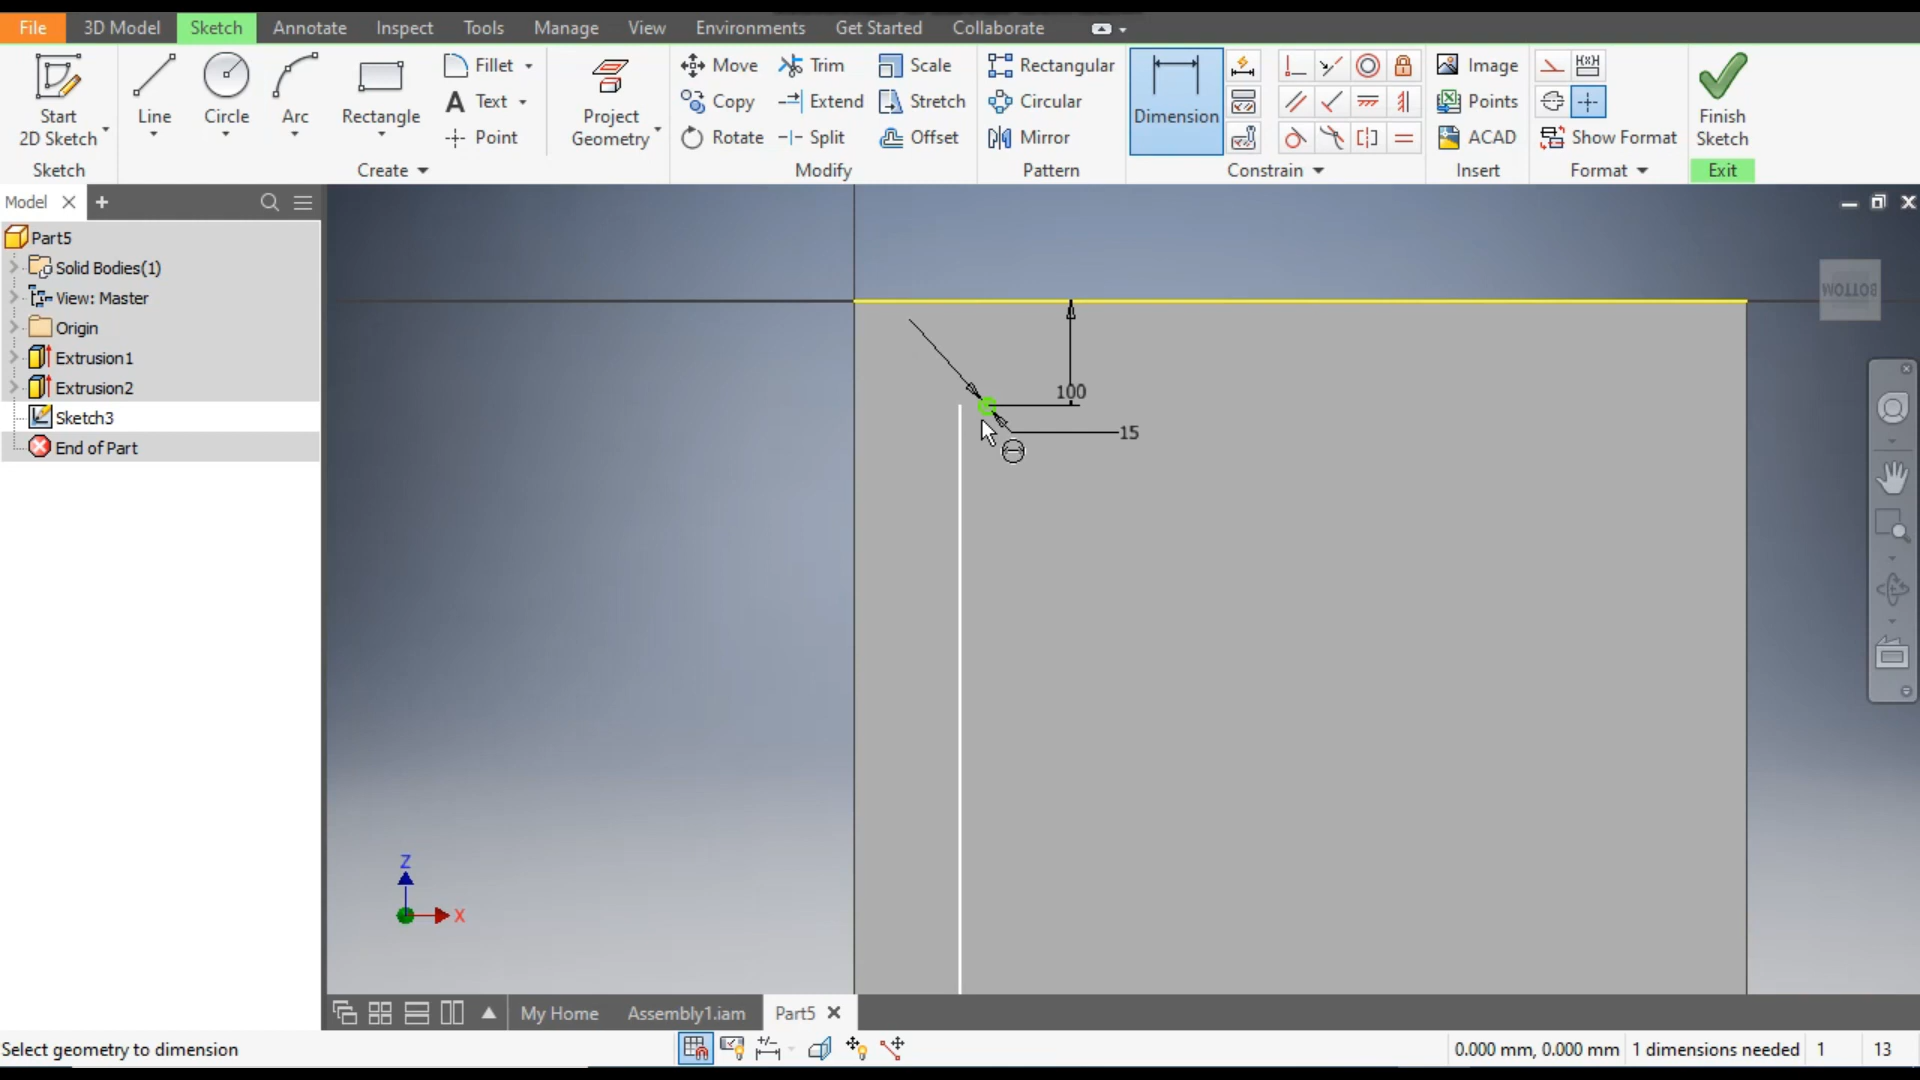 File 3D Model Sketch Annotate Inspect Tools Manage View Environments Get Started Collaborate
Start
2D Sketch
Line
Circle
Arc
Rectangle
Fillet
Text
Point
Project
Geometry
Move
Copy
Rotate
Trim
Extend
Split
Scale
Stretch
Offset
Rectangular
Circular
Mirror
Dimension
Image
Points
ACAD
Show Format
Finish
Sketch
Sketch Create Modify Pattern Constrain Insert Format Exit
Model
Part5
Solid Bodies(1)
View: Master
Origin
Extrusion1
Extrusion2
Sketch3
End of Part
100
15
BOTTOM
Z
X
My Home Assembly1.iam Part5
Select geometry to dimension
0.000 mm, 0.000 mm 1 dimensions needed 1 13